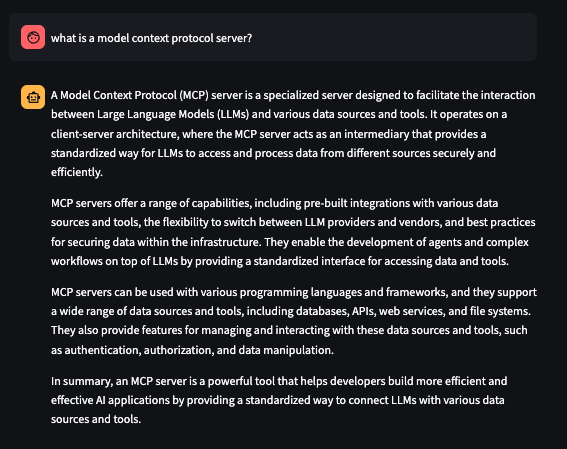 what is a model context protocol server?
A Model Context Protocol (MCP) server is a specialized server designed to facilitate the interaction
between Large Language Models (LLMs) and various data sources and tools. It operates on a
client-server architecture, where the MCP server acts as an intermediary that provides a
standardized way for LLMs to access and process data from different sources securely and
efficiently.
MCP servers offer a range of capabilities, including pre-built integrations with various data
sources and tools, the flexibility to switch between LLM providers and vendors, and best practices
for securing data within the infrastructure. They enable the development of agents and complex
workflows on top of LLMs by providing a standardized interface for accessing data and tools.
MCP servers can be used with various programming languages and frameworks, and they support
a wide range of data sources and tools, including databases, APIs, web services, and file systems.
They also provide features for managing and interacting with these data sources and tools, such
as authentication, authorization, and data manipulation.
In summary, an MCP server is a powerful tool that helps developers build more efficient and
effective AI applications by providing a standardized way to connect LLMs with various data
sources and tools.